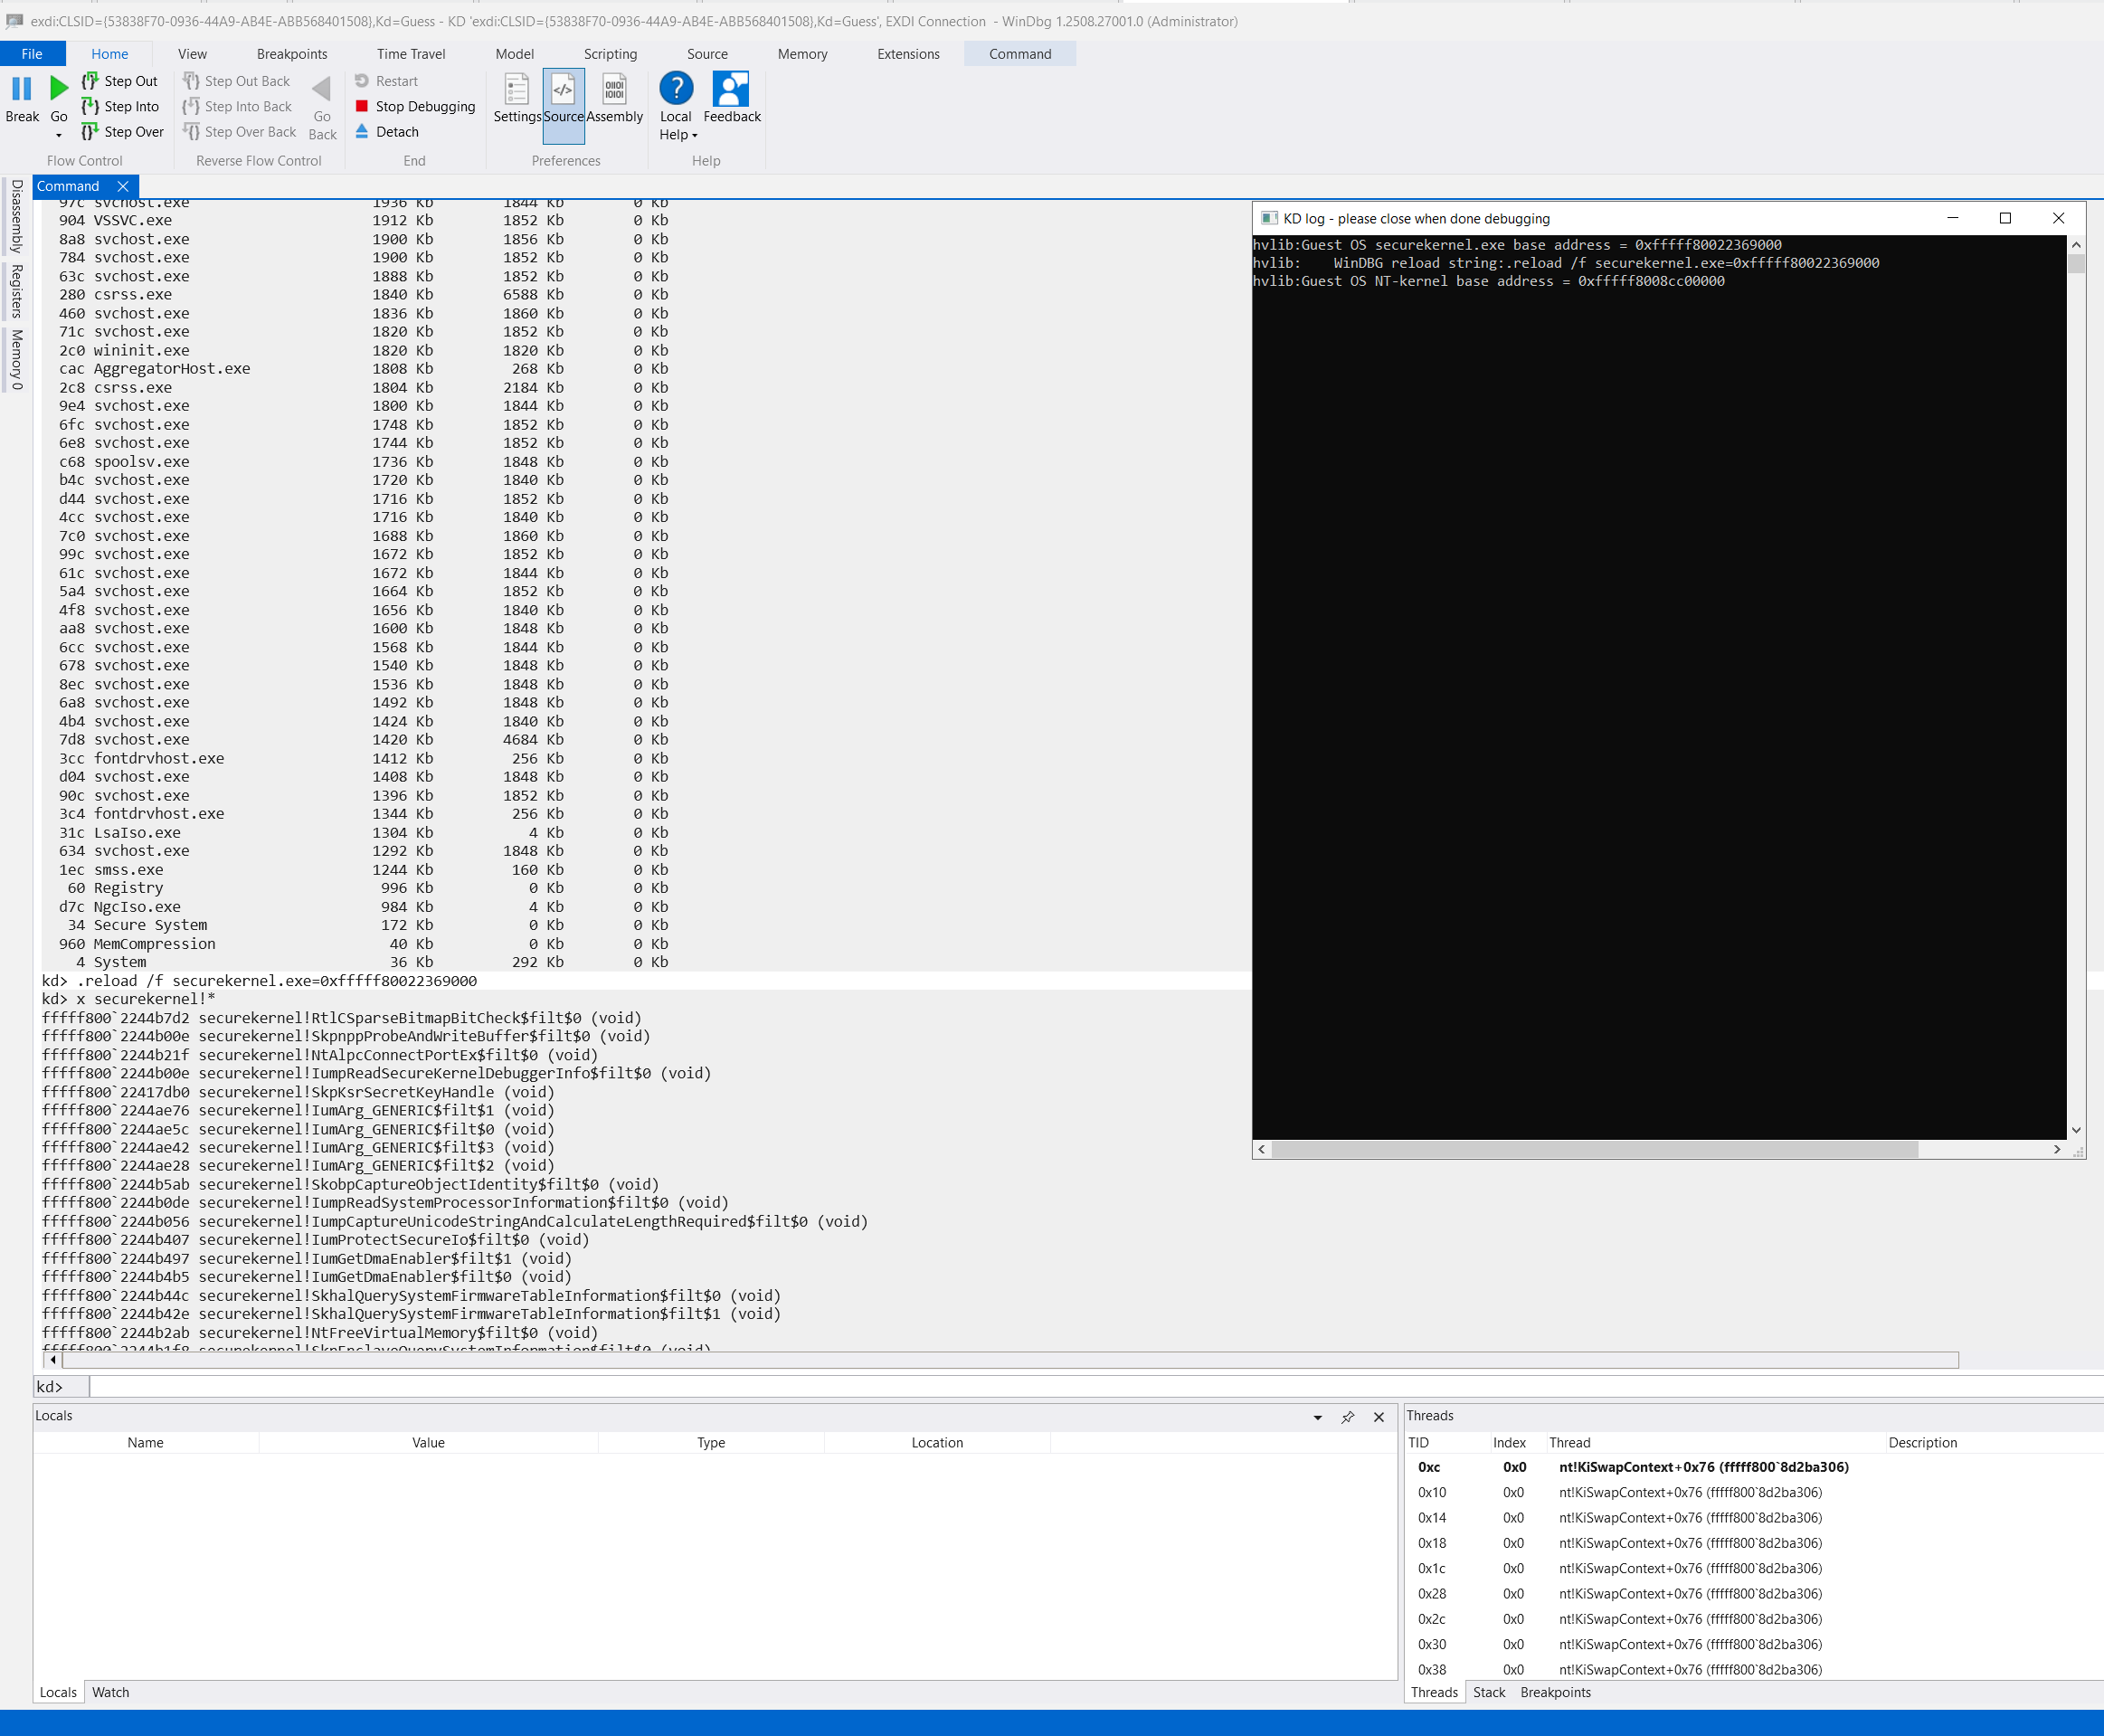 exdi:CLSID={53838F70-0936-44A9-AB4E-ABB568401508},Kd=Guess - KD 'exdi:CLSID={53838F70-0936-44A9-AB4E-ABB568401508},Kd=Guess', EXDI Connection - WinDbg 1.2508.27001.0 (Administrator)
File Home View Breakpoints Time Travel Model Scripting Source Memory Extensions Command
Break
Go
Step Out
Step Into
Step Over
Flow Control
Step Out Back
Step Into Back
Step Over Back
Go Back
Reverse Flow Control
Restart
Stop Debugging
Detach
End
Settings
Source
Assembly
Preferences
Local Help
Feedback
Help
Disassembly
Registers
Memory 0
Command
97c svchost.exe 1936 Kb 1844 Kb 0 Kb
904 VSSVC.exe 1912 Kb 1852 Kb 0 Kb
8a8 svchost.exe 1900 Kb 1856 Kb 0 Kb
784 svchost.exe 1900 Kb 1852 Kb 0 Kb
63c svchost.exe 1888 Kb 1852 Kb 0 Kb
280 csrss.exe 1840 Kb 6588 Kb 0 Kb
460 svchost.exe 1836 Kb 1860 Kb 0 Kb
71c svchost.exe 1820 Kb 1852 Kb 0 Kb
2c0 wininit.exe 1820 Kb 1820 Kb 0 Kb
cac AggregatorHost.exe 1808 Kb 268 Kb 0 Kb
2c8 csrss.exe 1804 Kb 2184 Kb 0 Kb
9e4 svchost.exe 1800 Kb 1844 Kb 0 Kb
6fc svchost.exe 1748 Kb 1852 Kb 0 Kb
6e8 svchost.exe 1744 Kb 1852 Kb 0 Kb
c68 spoolsv.exe 1736 Kb 1848 Kb 0 Kb
b4c svchost.exe 1720 Kb 1840 Kb 0 Kb
d44 svchost.exe 1716 Kb 1852 Kb 0 Kb
4cc svchost.exe 1716 Kb 1840 Kb 0 Kb
7c0 svchost.exe 1688 Kb 1860 Kb 0 Kb
99c svchost.exe 1672 Kb 1852 Kb 0 Kb
61c svchost.exe 1672 Kb 1844 Kb 0 Kb
5a4 svchost.exe 1664 Kb 1852 Kb 0 Kb
4f8 svchost.exe 1656 Kb 1840 Kb 0 Kb
aa8 svchost.exe 1600 Kb 1848 Kb 0 Kb
6cc svchost.exe 1568 Kb 1844 Kb 0 Kb
678 svchost.exe 1540 Kb 1848 Kb 0 Kb
8ec svchost.exe 1536 Kb 1848 Kb 0 Kb
6a8 svchost.exe 1492 Kb 1848 Kb 0 Kb
4b4 svchost.exe 1424 Kb 1840 Kb 0 Kb
7d8 svchost.exe 1420 Kb 4684 Kb 0 Kb
3cc fontdrvhost.exe 1412 Kb 256 Kb 0 Kb
d04 svchost.exe 1408 Kb 1848 Kb 0 Kb
90c svchost.exe 1396 Kb 1852 Kb 0 Kb
3c4 fontdrvhost.exe 1344 Kb 256 Kb 0 Kb
31c LsaIso.exe 1304 Kb 4 Kb 0 Kb
634 svchost.exe 1292 Kb 1848 Kb 0 Kb
1ec smss.exe 1244 Kb 160 Kb 0 Kb
60 Registry 996 Kb 0 Kb 0 Kb
d7c NgcIso.exe 984 Kb 4 Kb 0 Kb
34 Secure System 172 Kb 0 Kb 0 Kb
960 MemCompression 40 Kb 0 Kb 0 Kb
4 System 36 Kb 292 Kb 0 Kb
kd> .reload /f securekernel.exe=0xfffff80022369000
kd> x securekernel!*
fffff800`2244b7d2 securekernel!RtlCSparseBitmapBitCheck$filt$0 (void)
fffff800`2244b00e securekernel!SkpnppProbeAndWriteBuffer$filt$0 (void)
fffff800`2244b21f securekernel!NtAlpcConnectPortEx$filt$0 (void)
fffff800`2244b00e securekernel!IumpReadSecureKernelDebuggerInfo$filt$0 (void)
fffff800`22417db0 securekernel!SkpKsrSecretKeyHandle (void)
fffff800`2244ae76 securekernel!IumArg_GENERIC$filt$1 (void)
fffff800`2244ae5c securekernel!IumArg_GENERIC$filt$0 (void)
fffff800`2244ae42 securekernel!IumArg_GENERIC$filt$3 (void)
fffff800`2244ae28 securekernel!IumArg_GENERIC$filt$2 (void)
fffff800`2244b5ab securekernel!SkobpCaptureObjectIdentity$filt$0 (void)
fffff800`2244b0de securekernel!IumpReadSystemProcessorInformation$filt$0 (void)
fffff800`2244b056 securekernel!IumpCaptureUnicodeStringAndCalculateLengthRequired$filt$0 (void)
fffff800`2244b407 securekernel!IumProtectSecureIo$filt$0 (void)
fffff800`2244b497 securekernel!IumGetDmaEnabler$filt$1 (void)
fffff800`2244b4b5 securekernel!IumGetDmaEnabler$filt$0 (void)
fffff800`2244b44c securekernel!SkhalQuerySystemFirmwareTableInformation$filt$0 (void)
fffff800`2244b42e securekernel!SkhalQuerySystemFirmwareTableInformation$filt$1 (void)
fffff800`2244b2ab securekernel!NtFreeVirtualMemory$filt$0 (void)
kd>
KD log - please close when done debugging
hvlib:Guest OS securekernel.exe base address = 0xfffff80022369000
hvlib: WinDBG reload string:.reload /f securekernel.exe=0xfffff80022369000
hvlib:Guest OS NT-kernel base address = 0xfffff8008cc00000
Locals
Name Value Type Location
Locals Watch
Threads
TID Index Thread Description
0xc 0x0 nt!KiSwapContext+0x76 (fffff800`8d2ba306)
0x10 0x0 nt!KiSwapContext+0x76 (fffff800`8d2ba306)
0x14 0x0 nt!KiSwapContext+0x76 (fffff800`8d2ba306)
0x18 0x0 nt!KiSwapContext+0x76 (fffff800`8d2ba306)
0x1c 0x0 nt!KiSwapContext+0x76 (fffff800`8d2ba306)
0x28 0x0 nt!KiSwapContext+0x76 (fffff800`8d2ba306)
0x2c 0x0 nt!KiSwapContext+0x76 (fffff800`8d2ba306)
0x30 0x0 nt!KiSwapContext+0x76 (fffff800`8d2ba306)
0x38 0x0 nt!KiSwapContext+0x76 (fffff800`8d2ba306)
Threads Stack Breakpoints